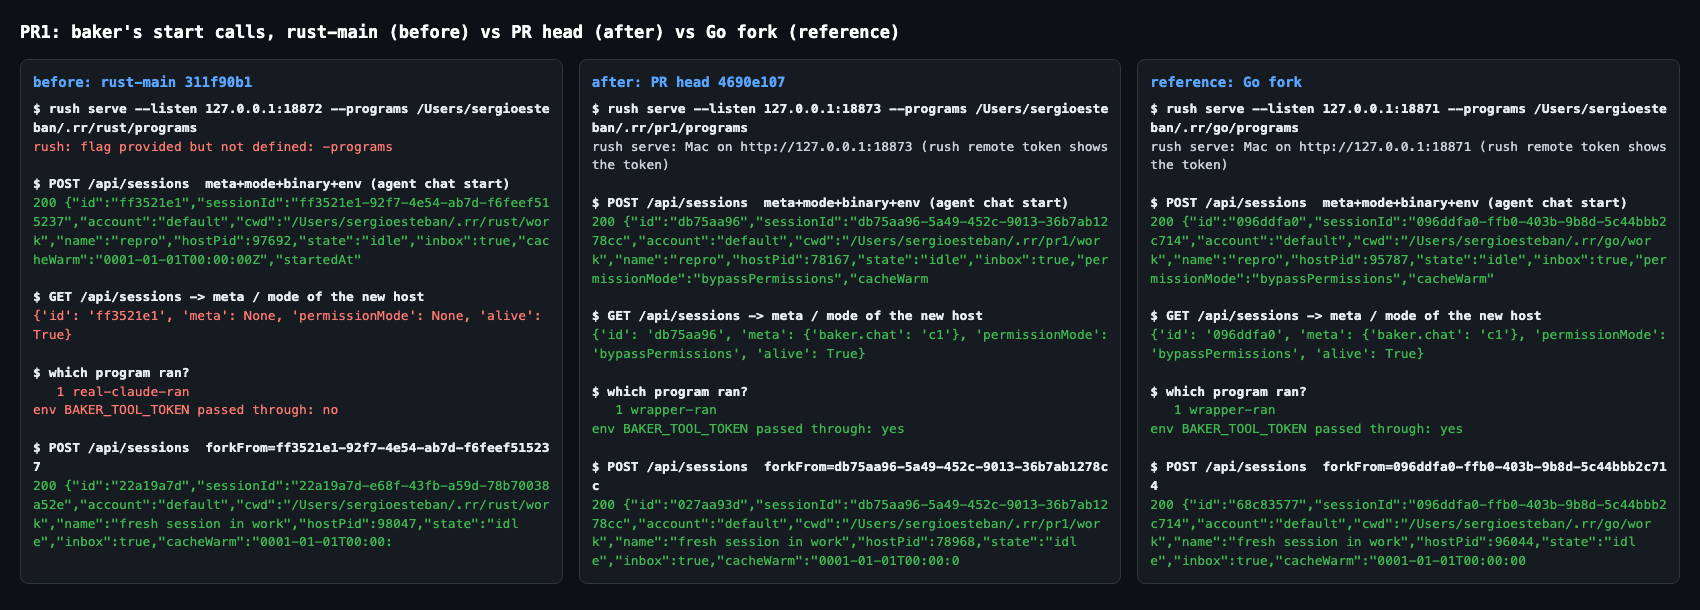 PR1: baker's start calls, rust-main (before) vs PR head (after) vs Go fork (reference)
before: rust-main 311f90b1
$ rush serve --listen 127.0.0.1:18872 --programs /Users/sergioeste
ban/.rr/rust/programs
rush: flag provided but not defined: -programs
$ POST /api/sessions  meta+mode+binary+env (agent chat start)
200 {"id":"ff3521e1","sessionId":"ff3521e1-92f7-4e54-ab7d-f6feef51
5237","account":"default","cwd":"/Users/sergioesteban/.rr/rust/wor
k","name":"repro","hostPid":97692,"state":"idle","inbox":true,"cac
heWarm":"0001-01-01T00:00:00Z","startedAt"
$ GET /api/sessions -> meta / mode of the new host
{'id': 'ff3521e1', 'meta': None, 'permissionMode': None, 'alive':
True}
$ which program ran?
1 real-claude-ran
env BAKER_TOOL_TOKEN passed through: no
$ POST /api/sessions  forkFrom=ff3521e1-92f7-4e54-ab7d-f6feef51523
7
200 {"id":"22a19a7d","sessionId":"22a19a7d-e68f-43fb-a59d-78b70038
a52e","account":"default","cwd":"/Users/sergioesteban/.rr/rust/wor
k","name":"fresh session in work","hostPid":98047,"state":"idl
e","inbox":true,"cacheWarm":"0001-01-01T00:00:
after: PR head 4690e107
$ rush serve --listen 127.0.0.1:18873 --programs /Users/sergioeste
ban/.rr/pr1/programs
rush serve: Mac on http://127.0.0.1:18873 (rush remote token shows
the token)
$ POST /api/sessions  meta+mode+binary+env (agent chat start)
200 {"id":"db75aa96","sessionId":"db75aa96-5a49-452c-9013-36b7ab12
78cc","account":"default","cwd":"/Users/sergioesteban/.rr/pr1/wor
k","name":"repro","hostPid":78167,"state":"idle","inbox":true,"per
missionMode":"bypassPermissions","cacheWarm
$ GET /api/sessions -> meta / mode of the new host
{'id': 'db75aa96', 'meta': {'baker.chat': 'c1'}, 'permissionMode':
'bypassPermissions', 'alive': True}
$ which program ran?
1 wrapper-ran
env BAKER_TOOL_TOKEN passed through: yes
$ POST /api/sessions  forkFrom=db75aa96-5a49-452c-9013-36b7ab1278c
c
200 {"id":"027aa93d","sessionId":"db75aa96-5a49-452c-9013-36b7ab12
78cc","account":"default","cwd":"/Users/sergioesteban/.rr/pr1/wor
k","name":"fresh session in work","hostPid":78968,"state":"idl
e","inbox":true,"cacheWarm":"0001-01-01T00:00:0
reference: Go fork
$ rush serve --listen 127.0.0.1:18871 --programs /Users/sergioeste
ban/.rr/go/programs
rush serve: Mac on http://127.0.0.1:18871 (rush remote token shows
the token)
$ POST /api/sessions  meta+mode+binary+env (agent chat start)
200 {"id":"096ddfa0","sessionId":"096ddfa0-ffb0-403b-9b8d-5c44bbb2
c714","account":"default","cwd":"/Users/sergioesteban/.rr/go/wor
k","name":"repro","hostPid":95787,"state":"idle","inbox":true,"per
missionMode":"bypassPermissions","cacheWarm"
$ GET /api/sessions -> meta / mode of the new host
{'id': '096ddfa0', 'meta': {'baker.chat': 'c1'}, 'permissionMode':
'bypassPermissions', 'alive': True}
$ which program ran?
1 wrapper-ran
env BAKER_TOOL_TOKEN passed through: yes
$ POST /api/sessions  forkFrom=096ddfa0-ffb0-403b-9b8d-5c44bbb2c71
4
200 {"id":"68c83577","sessionId":"096ddfa0-ffb0-403b-9b8d-5c44bbb2
c714","account":"default","cwd":"/Users/sergioesteban/.rr/go/wor
k","name":"fresh session in work","hostPid":96044,"state":"idl
e","inbox":true,"cacheWarm":"0001-01-01T00:00:00